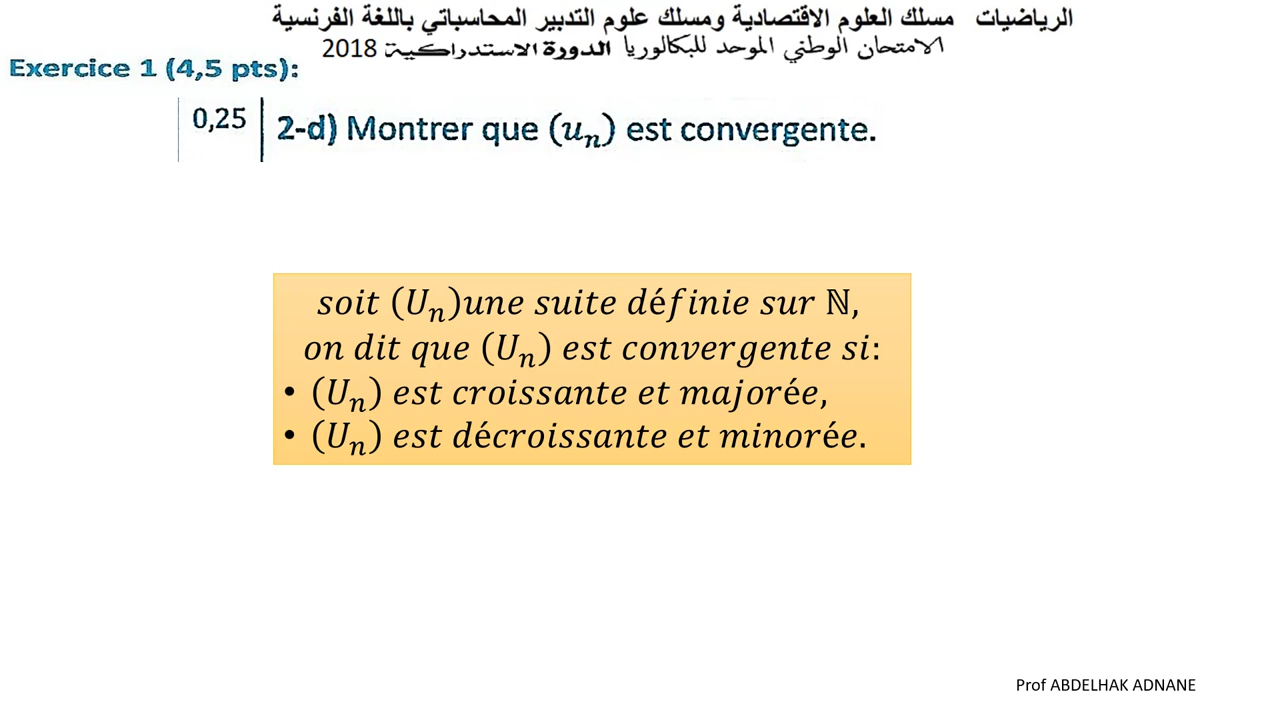 الرياضيات مسلك العلوم الاقتصادية ومسلك علوم التدبير المحاسباتي باللغة الفرنسية
الامتحان الوطني الموحد للبكالوريا الدورة الاستدراكية 2018
Exercice 1 (4,5 pts):
0,25 2-d) Montrer que (uₙ) est convergente.
soit (Uₙ)une suite définie sur ℕ,
on dit que (Uₙ) est convergente si:
• (Uₙ) est croissante et majorée,
• (Uₙ) est décroissante et minorée.
Prof ABDELHAK ADNANE